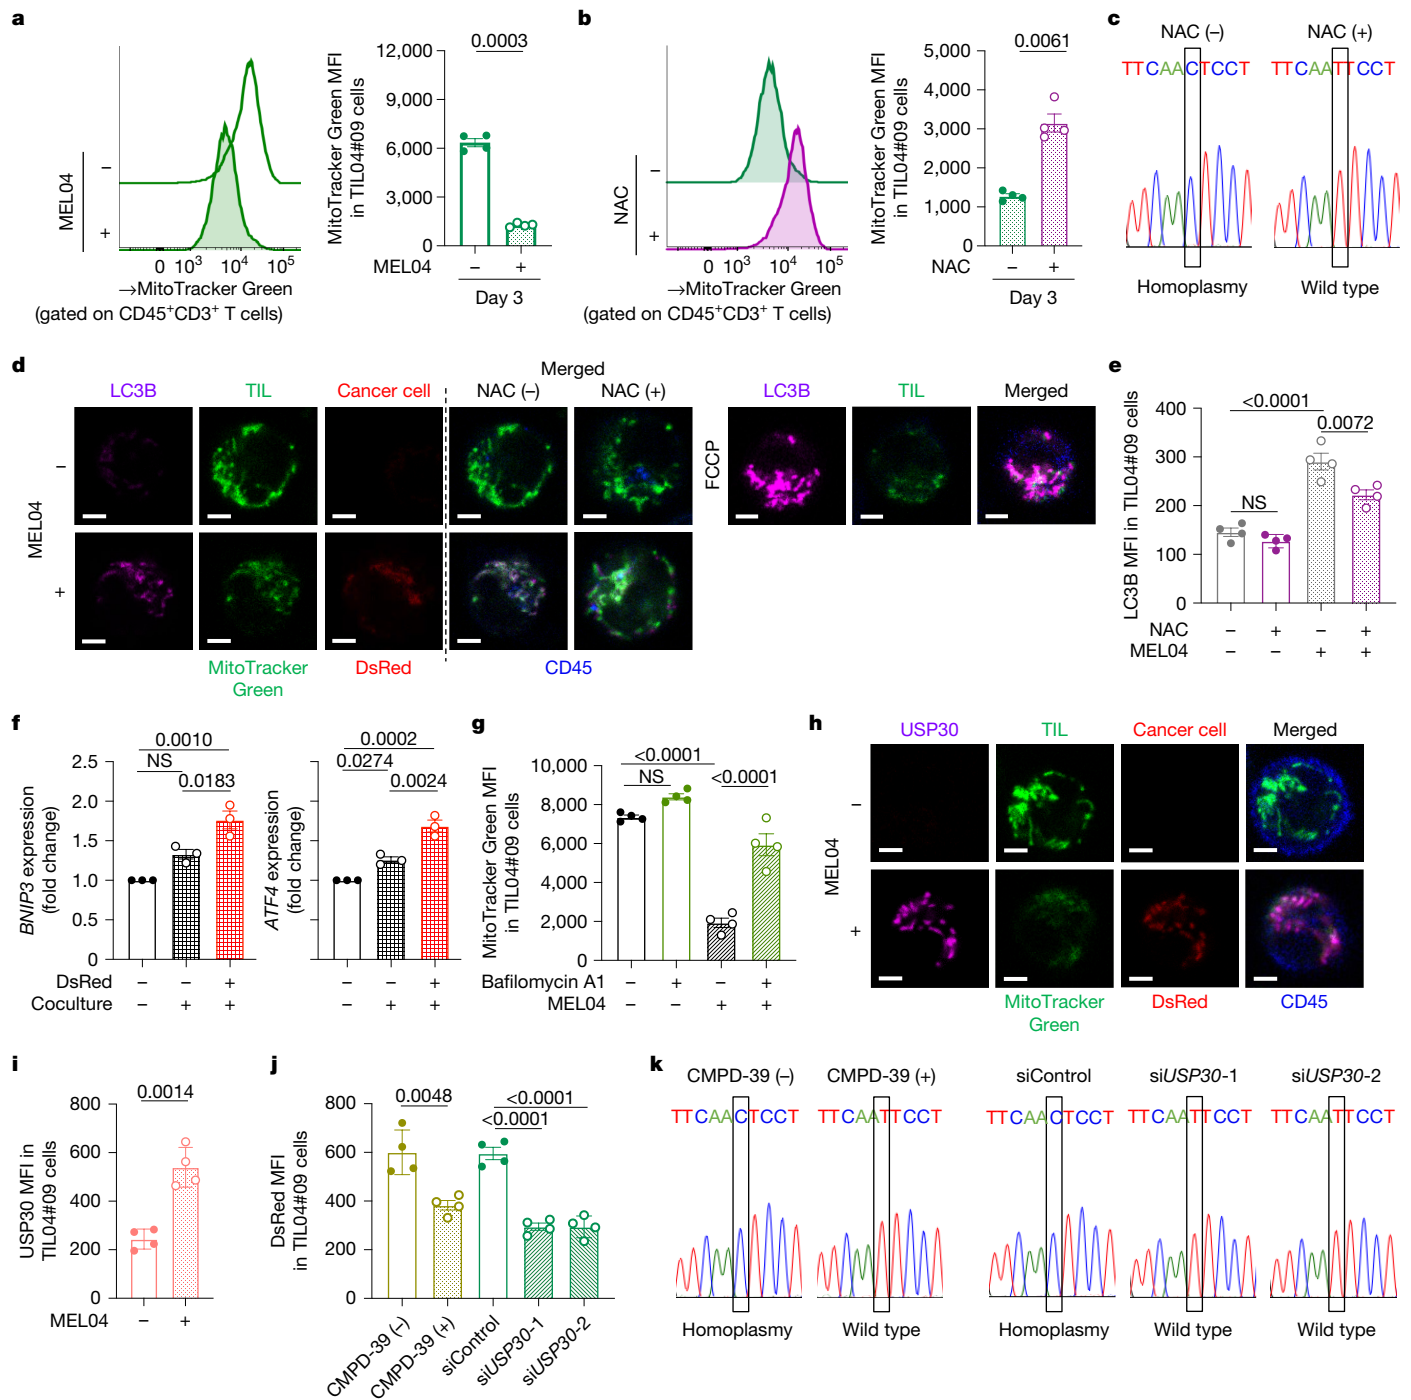 a
MEL04
−
+
0 10³ 10⁴ 10⁵
→MitoTracker Green
(gated on CD45⁺CD3⁺ T cells)
MitoTracker Green MFI
in TIL04#09 cells
12,000
9,000
6,000
3,000
0
0.0003
MEL04 − +
Day 3
b
NAC
−
+
0 10³ 10⁴ 10⁵
→MitoTracker Green
(gated on CD45⁺CD3⁺ T cells)
MitoTracker Green MFI
in TIL04#09 cells
5,000
4,000
3,000
2,000
1,000
0
0.0061
NAC − +
Day 3
c
NAC (−) NAC (+)
TTCAACTCCT TTCAATTCCT
Homoplasmy Wild type
d
Merged
LC3B TIL Cancer cell NAC (−) NAC (+)
MEL04
−
+
MitoTracker
Green
DsRed
CD45
LC3B TIL Merged
FCCP
e
LC3B MFI in TIL04#09 cells
400
300
200
100
0
<0.0001
0.0072
NS
NAC − + − +
MEL04 − − + +
f
BNIP3 expression
(fold change)
2.5
2.0
1.5
1.0
0.5
0
0.0010
NS
0.0183
ATF4 expression
(fold change)
0.0002
0.0274
0.0024
DsRed − − + − − +
Coculture − + + − + +
g
MitoTracker Green MFI
in TIL04#09 cells
10,000
8,000
6,000
4,000
2,000
0
<0.0001
NS
<0.0001
Bafilomycin A1 − + − +
MEL04 − − + +
h
USP30 TIL Cancer cell Merged
MEL04
−
+
MitoTracker
Green
DsRed
CD45
i
USP30 MFI in
TIL04#09 cells
800
600
400
200
0
0.0014
MEL04 − +
j
DsRed MFI
in TIL04#09 cells
800
600
400
200
0
0.0048
<0.0001
<0.0001
CMPD-39 (−)
CMPD-39 (+)
siControl
siUSP30-1
siUSP30-2
k
CMPD-39 (−) CMPD-39 (+) siControl siUSP30-1 siUSP30-2
TTCAACTCCT TTCAATTCCT TTCAACTCCT TTCAATTCCT TTCAATTCCT
Homoplasmy Wild type Homoplasmy Wild type Wild type